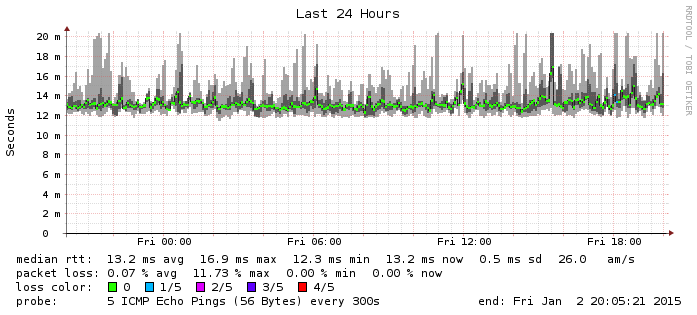 Last 24 Hours
RRDTOOL / TOBI OETIKER
Seconds
20 m
18 m
16 m
14 m
12 m
10 m
8 m
6 m
4 m
2 m
0
Fri 00:00 Fri 06:00 Fri 12:00 Fri 18:00
median rtt: 13.2 ms avg 16.9 ms max 12.3 ms min 13.2 ms now 0.5 ms sd 26.0 am/s
packet loss: 0.07 % avg 11.73 % max 0.00 % min 0.00 % now
loss color: 0 1/5 2/5 3/5 4/5
probe: 5 ICMP Echo Pings (56 Bytes) every 300s end: Fri Jan 2 20:05:21 2015